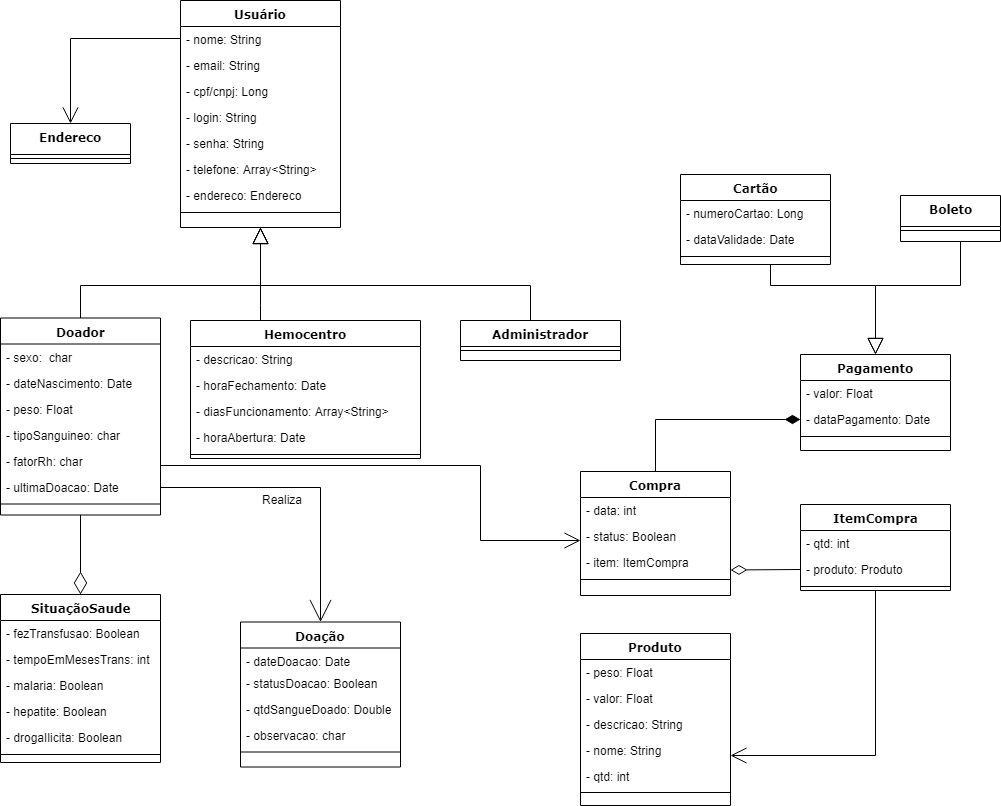 Usuário
- nome: String
- email: String
- cpf/cnpj: Long
- login: String
- senha: String
- telefone: Array<String>
- endereco: Endereco
Endereco
Cartão
- numeroCartao: Long
- dataValidade: Date
Boleto
Doador
- sexo:  char
- dateNascimento: Date
- peso: Float
- tipoSanguineo: char
- fatorRh: char
- ultimaDoacao: Date
Hemocentro
- descricao: String
- horaFechamento: Date
- diasFuncionamento: Array<String>
- horaAbertura: Date
Administrador
Pagamento
- valor: Float
- dataPagamento: Date
Realiza
Compra
- data: int
- status: Boolean
- item: ItemCompra
ItemCompra
- qtd: int
- produto: Produto
SituaçãoSaude
- fezTransfusao: Boolean
- tempoEmMesesTrans: int
- malaria: Boolean
- hepatite: Boolean
- drogaIlicita: Boolean
Doação
- dateDoacao: Date
- statusDoacao: Boolean
- qtdSangueDoado: Double
- observacao: char
Produto
- peso: Float
- valor: Float
- descricao: String
- nome: String
- qtd: int